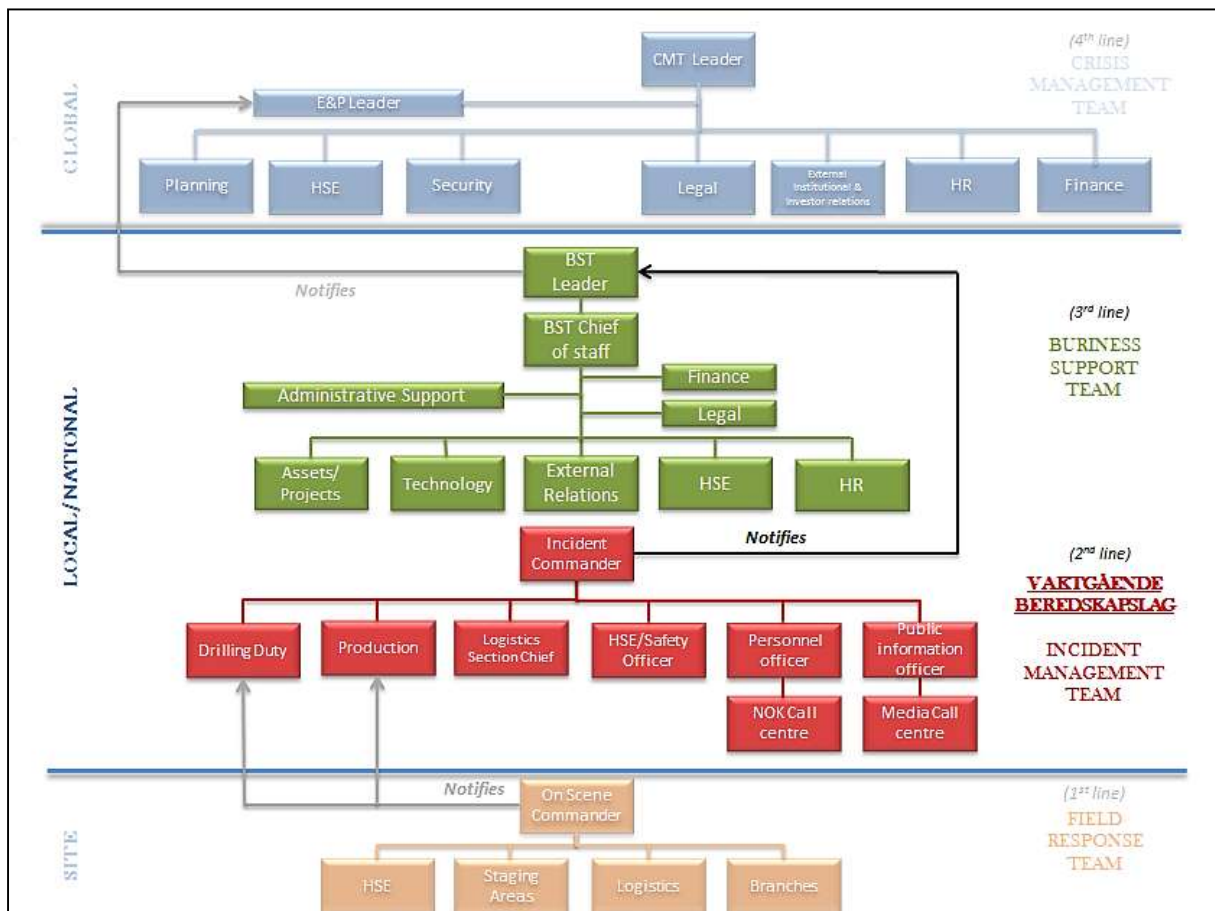 (4th line)
CRISIS
MANAGEMENT
TEAM
GLOBAL
CMT Leader
E&P Leader
Planning
HSE
Security
Legal
External
Institutional &
Investor relations
HR
Finance
LOCAL/NATIONAL
BST
Leader
Notifies
BST Chief
of staff
(3rd line)
BURINESS
SUPPORT
TEAM
Finance
Administrative Support
Legal
Assets/
Projects
Technology
External
Relations
HSE
HR
Incident
Commander
Notifies
(2nd line)
VAKTGÅENDE
BEREDSKAPSLAG
INCIDENT
MANAGEMENT
TEAM
Drilling Duty
Production
Logistics
Section Chief
HSE/Safety
Officer
Personnel
officer
Public
information
officer
NOK Call
centre
Media Call
centre
SITE
Notifies
On Scene
Commander
(1st line)
FIELD
RESPONSE
TEAM
HSE
Staging
Areas
Logistics
Branches